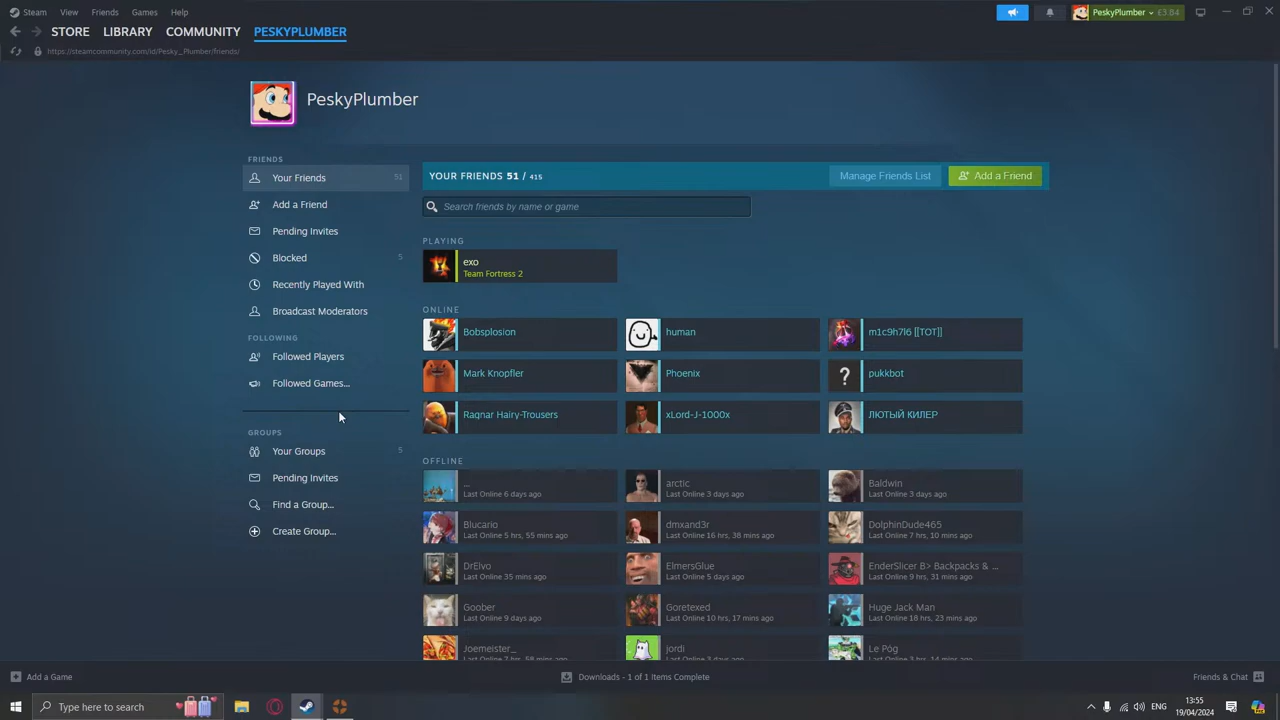 Steam View Friends Games Help
PeskyPlumber £3.04
STORE LIBRARY COMMUNITY PESKYPLUMBER
https://steamcommunity.com/id/Pesky_Plumber/friends/
PeskyPlumber
FRIENDS
Your Friends 51
Add a Friend
Pending Invites
Blocked 5
Recently Played With
Broadcast Moderators
FOLLOWING
Followed Players
Followed Games...
GROUPS
Your Groups 5
Pending Invites
Find a Group...
Create Group...
YOUR FRIENDS 51 / 415
Manage Friends List
Add a Friend
Search friends by name or game
PLAYING
exo
Team Fortress 2
ONLINE
Bobsplosion
human
m1c9h7l6 [[TOT]]
Mark Knopfler
Phoenix
pukkbot
Ragnar Hairy-Trousers
xLord-J-1000x
ЛЮТЫЙ КИЛЕР
OFFLINE
...
Last Online 6 days ago
arctic
Last Online 3 days ago
Baldwin
Last Online 3 days ago
Blucario
Last Online 5 hrs, 55 mins ago
dmxand3r
Last Online 16 hrs, 38 mins ago
DolphinDude465
Last Online 7 hrs, 10 mins ago
DrElvo
Last Online 35 mins ago
ElmersGlue
Last Online 5 days ago
EnderSlicer B> Backpacks & ...
Last Online 9 hrs, 31 mins ago
Goober
Last Online 9 days ago
Goretexed
Last Online 10 hrs, 17 mins ago
Huge Jack Man
Last Online 18 hrs, 23 mins ago
Joemeister_
jordi
Last Online 3 days ago
Le Póg
Add a Game
Downloads - 1 of 1 Items Complete
Friends & Chat
Type here to search
ENG
13:55
19/04/2024